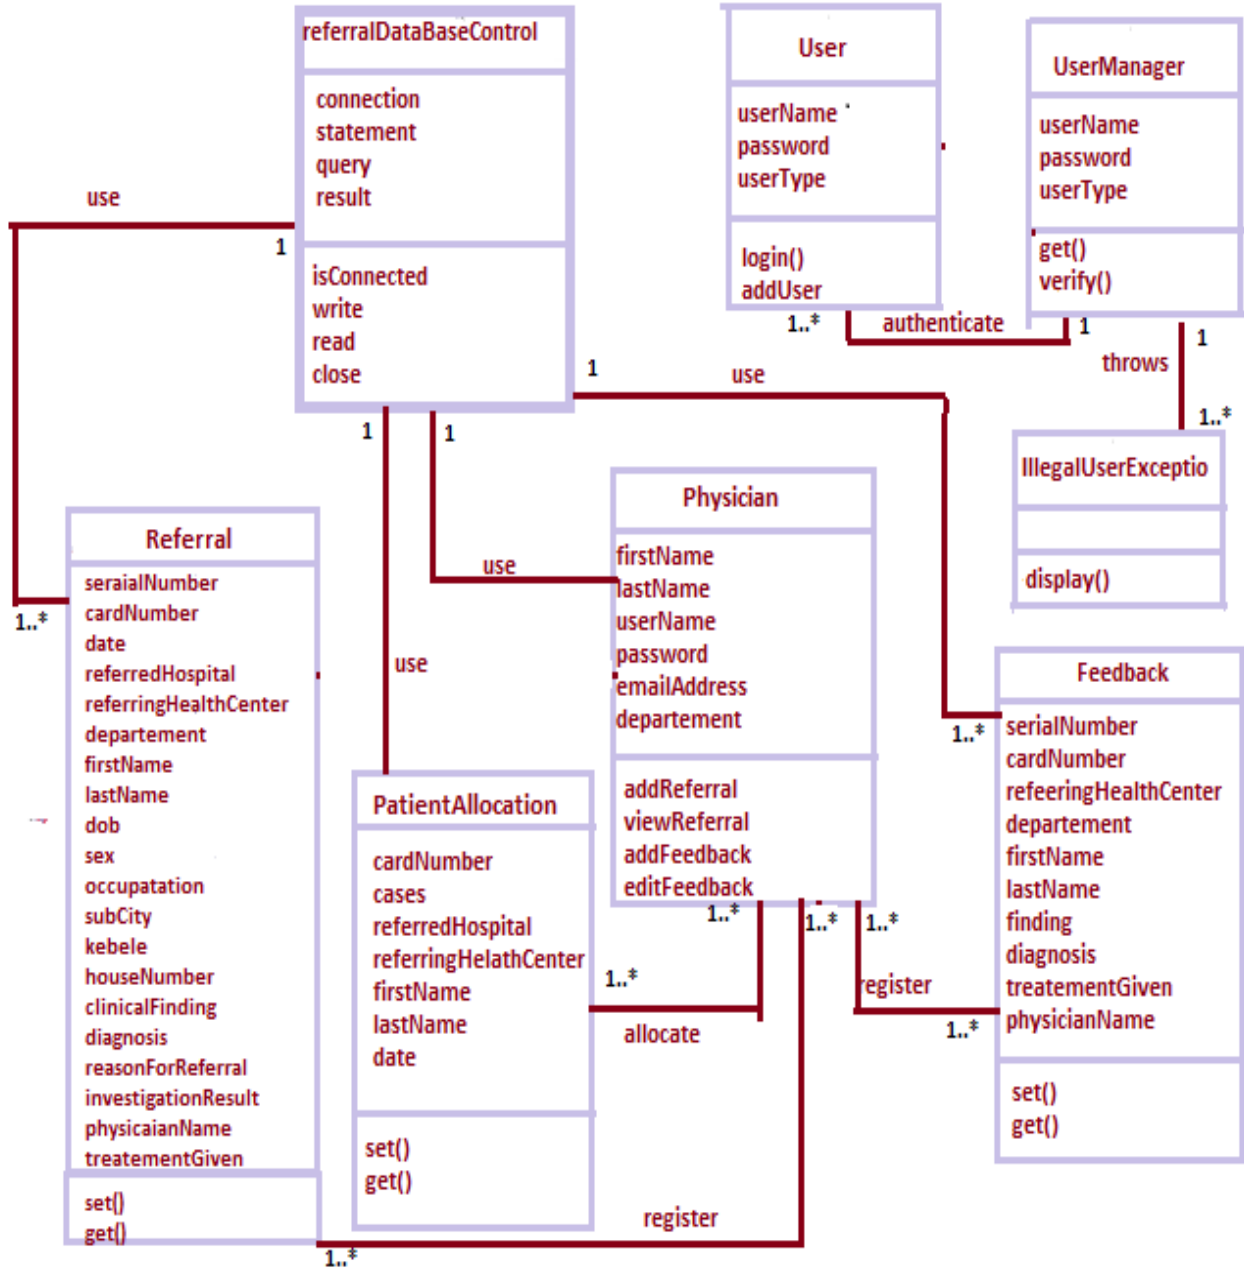 referralDataBaseControl
connection
statement
query
result
isConnected
write
read
close
User
userName
password
userType
login()
addUser
UserManager
userName
password
userType
get()
verify()
use
1
1..*
authenticate
1
1
throws
1..*
1
use
1
1
IllegalUserExceptio
display()
Referral
seraialNumber
cardNumber
date
referredHospital
referringHealthCenter
departement
firstName
lastName
dob
sex
occupatation
subCity
kebele
houseNumber
clinicalFinding
diagnosis
reasonForReferral
investigationResult
physicaianName
treatementGiven
set()
get()
1..*
use
use
Physician
firstName
lastName
userName
password
emailAddress
departement
addReferral
viewReferral
addFeedback
editFeedback
1..*
1..*
1..*
PatientAllocation
cardNumber
cases
referredHospital
referringHelathCenter
firstName
lastName
date
set()
get()
1..*
allocate
register
1..*
1..*
Feedback
serialNumber
cardNumber
refeeringHealthCenter
departement
firstName
lastName
finding
diagnosis
treatementGiven
physicianName
set()
get()
register
1..*